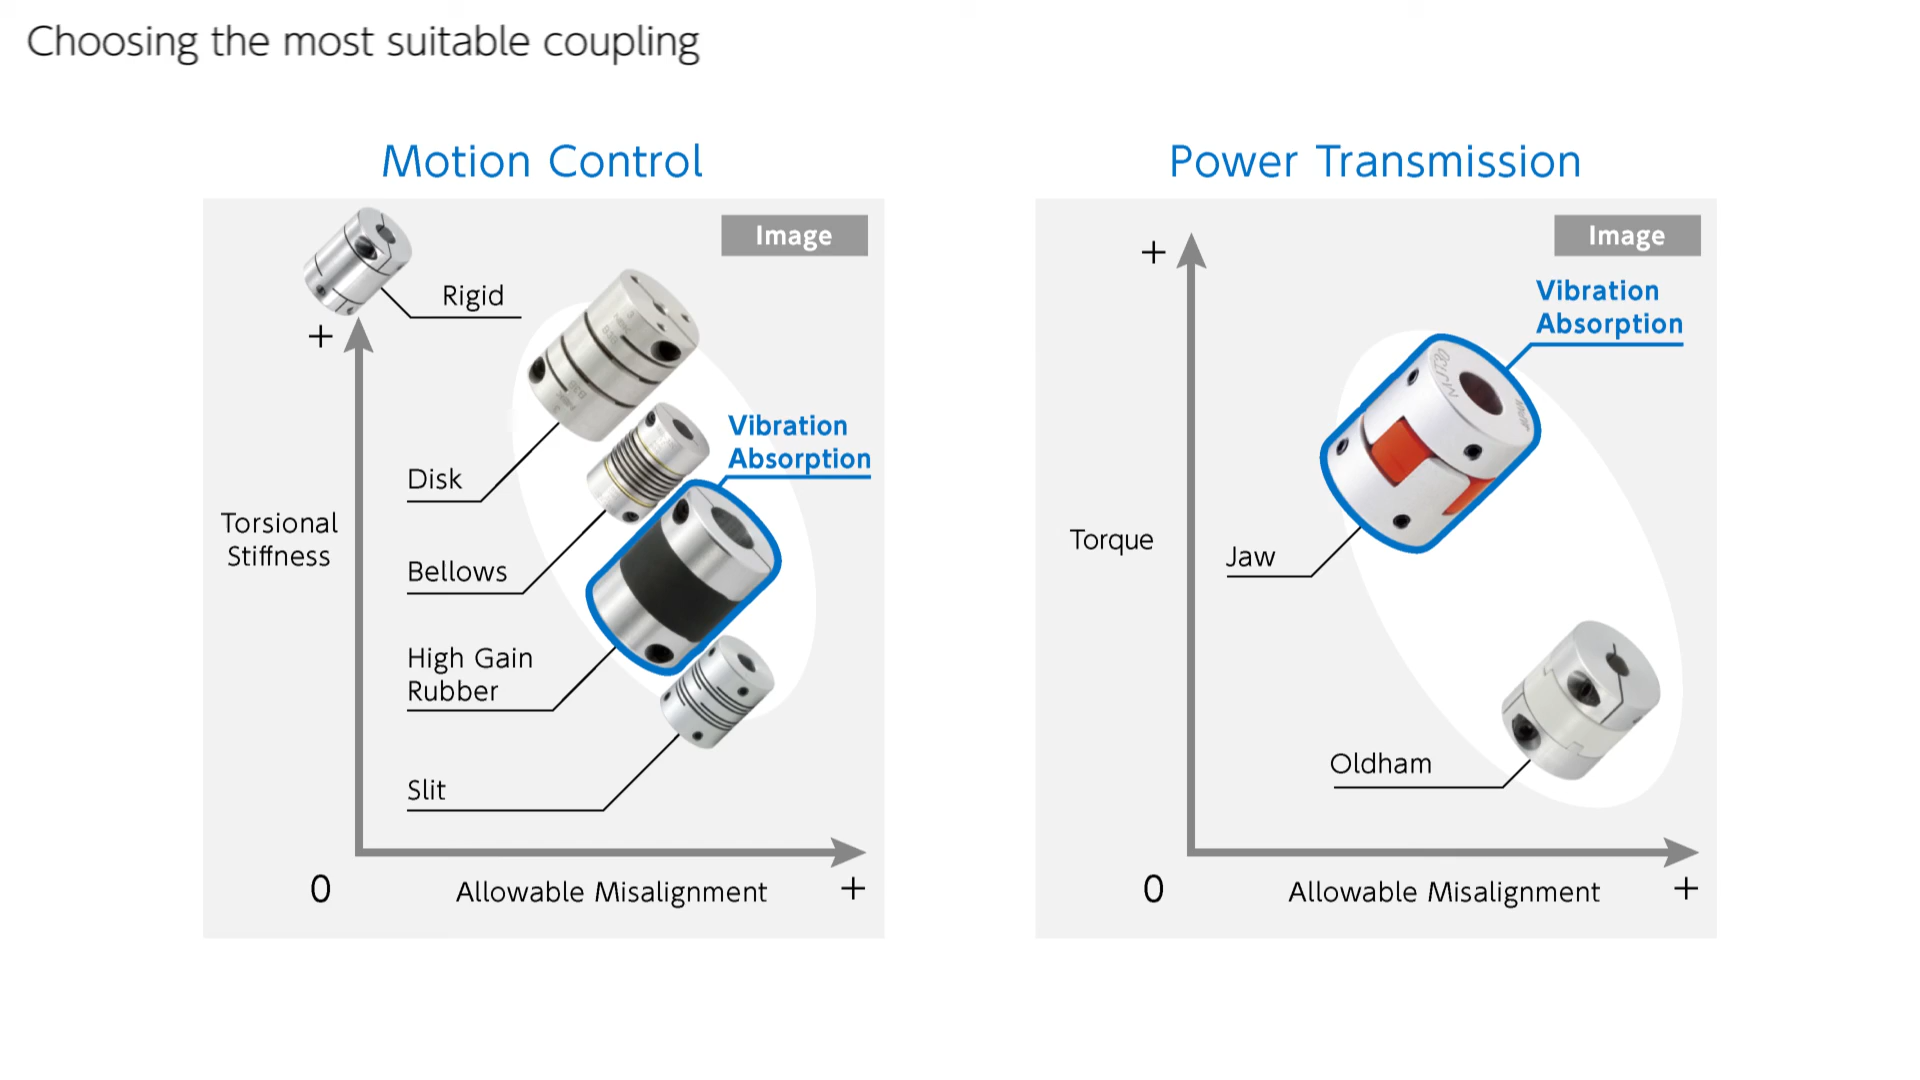 Choosing the most suitable coupling
Motion Control
Image
Rigid
+
Vibration
Absorption
Disk
Torsional
Stiffness
Bellows
High Gain
Rubber
Slit
0
Allowable Misalignment
+
Power Transmission
Image
+
Vibration
Absorption
Torque
Jaw
Oldham
0
Allowable Misalignment
+